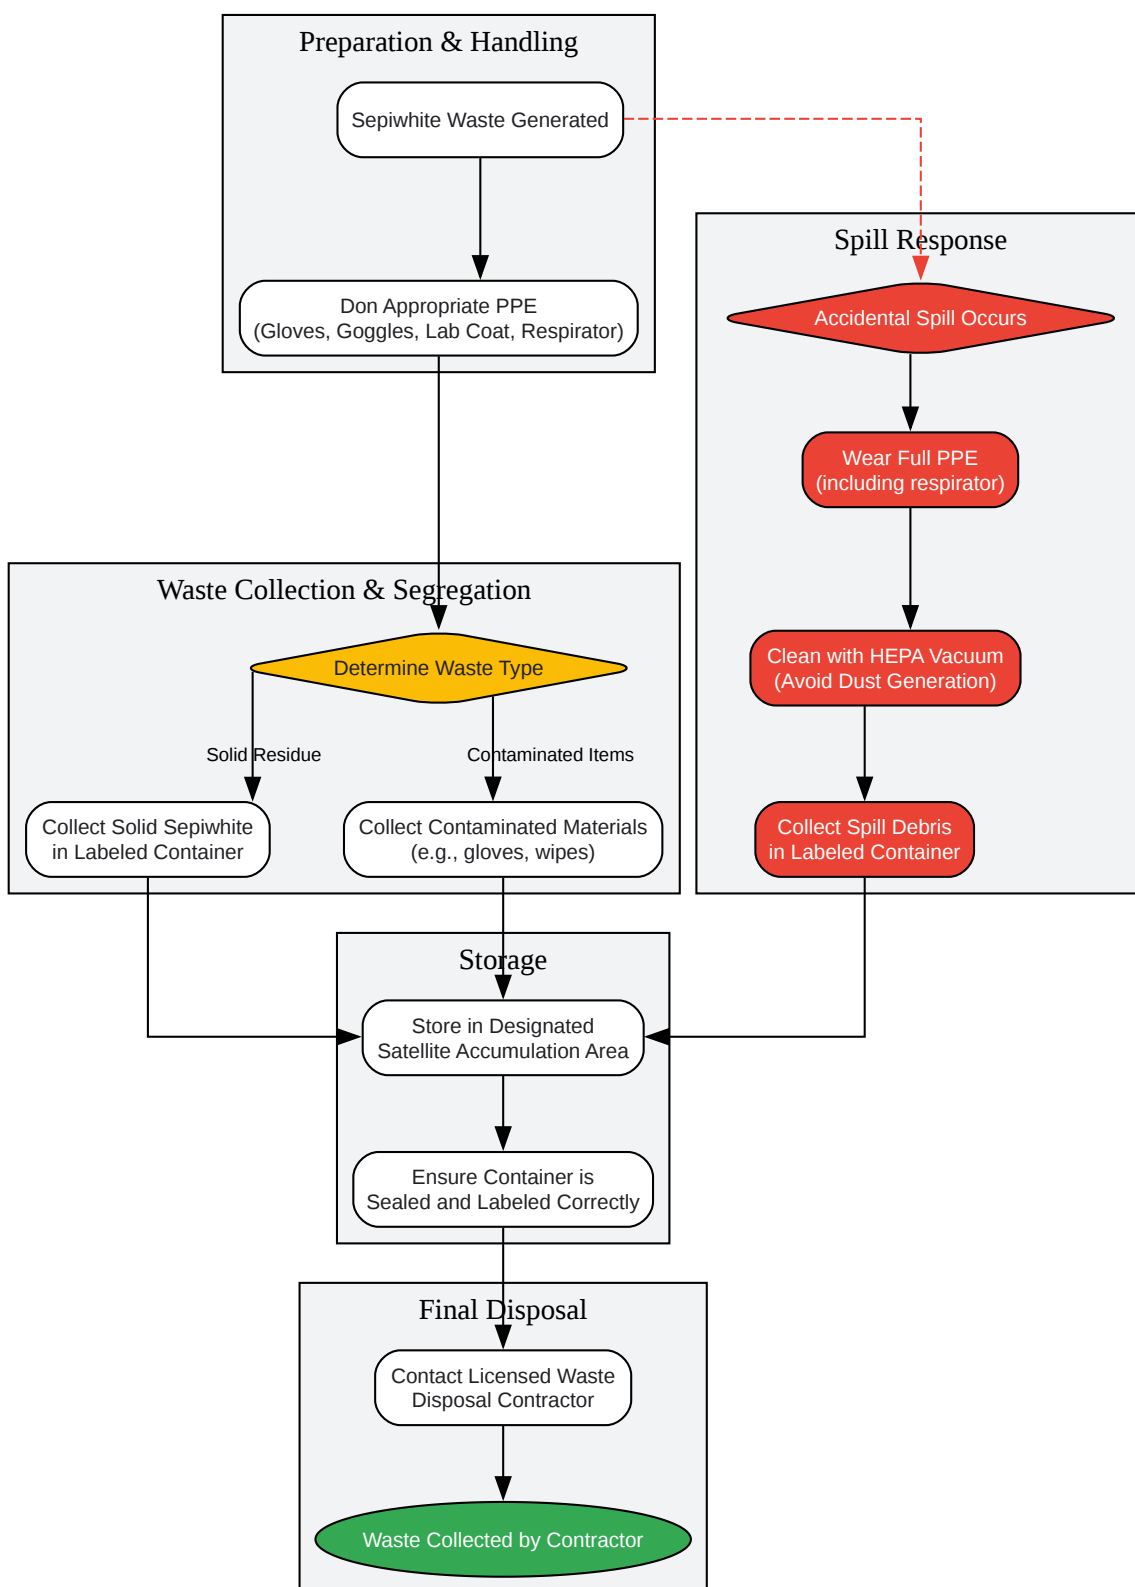 Preparation & Handling
Sepiwhite Waste Generated
Don Appropriate PPE
(Gloves, Goggles, Lab Coat, Respirator)
Spill Response
Accidental Spill Occurs
Wear Full PPE
(including respirator)
Clean with HEPA Vacuum
(Avoid Dust Generation)
Collect Spill Debris
in Labeled Container
Waste Collection & Segregation
Determine Waste Type
Solid Residue
Contaminated Items
Collect Solid Sepiwhite
in Labeled Container
Collect Contaminated Materials
(e.g., gloves, wipes)
Storage
Store in Designated
Satellite Accumulation Area
Ensure Container is
Sealed and Labeled Correctly
Final Disposal
Contact Licensed Waste
Disposal Contractor
Waste Collected by Contractor